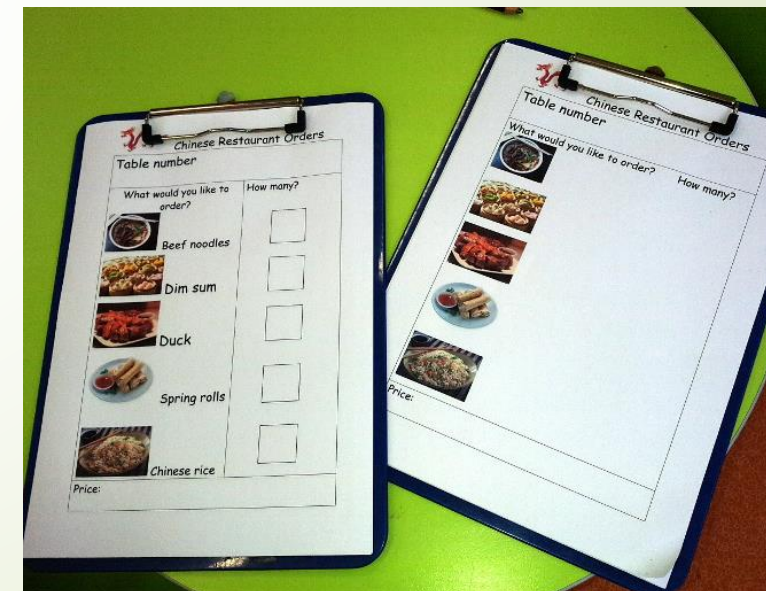 Chinese Restaurant Orders
Table number
What would you like to
order?
How many?
Beef noodles
Dim sum
Duck
Spring rolls
Chinese rice
Price:
Chinese Restaurant Orders
Table number
What would you like to order?
How many?
Price: